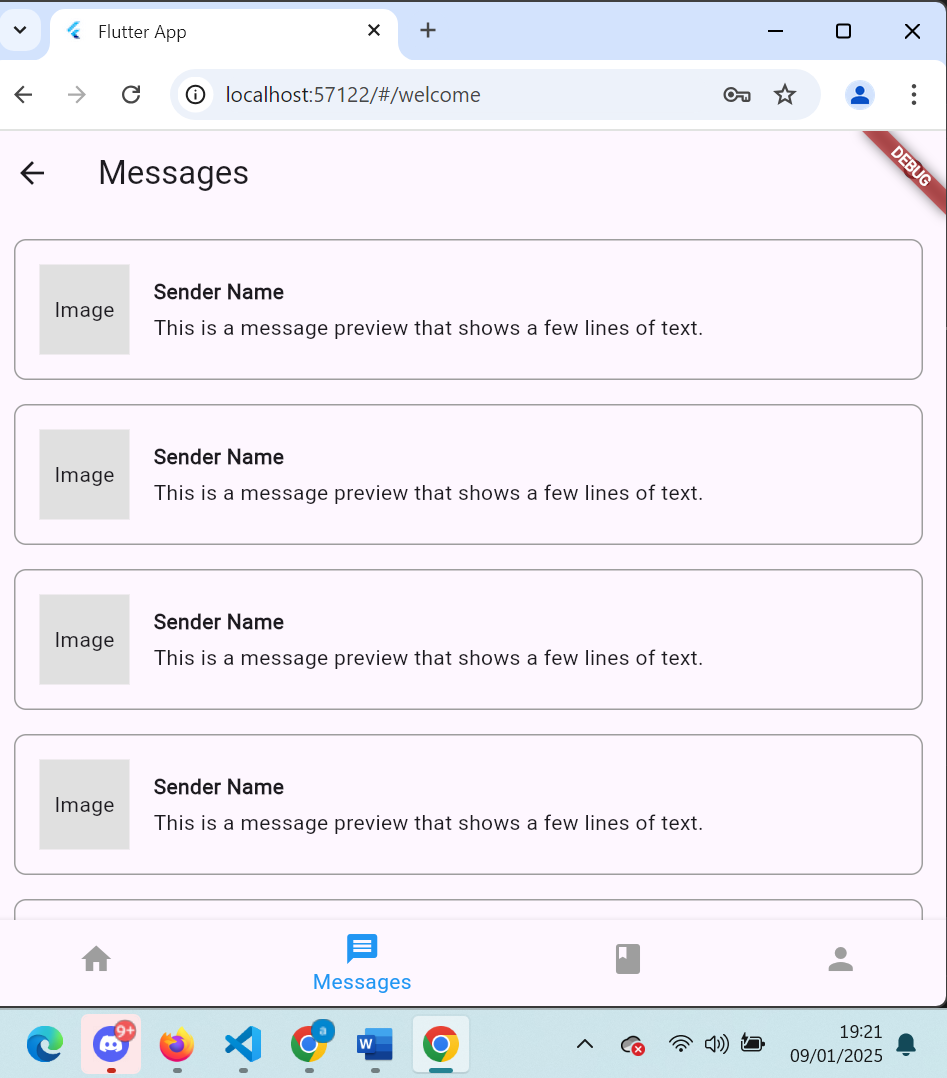 Flutter App
localhost:57122/#/welcome
Messages
DEBUG
Image
Sender Name
This is a message preview that shows a few lines of text.
Image
Sender Name
This is a message preview that shows a few lines of text.
Image
Sender Name
This is a message preview that shows a few lines of text.
Image
Sender Name
This is a message preview that shows a few lines of text.
Messages
9+
a
W
19:21
09/01/2025